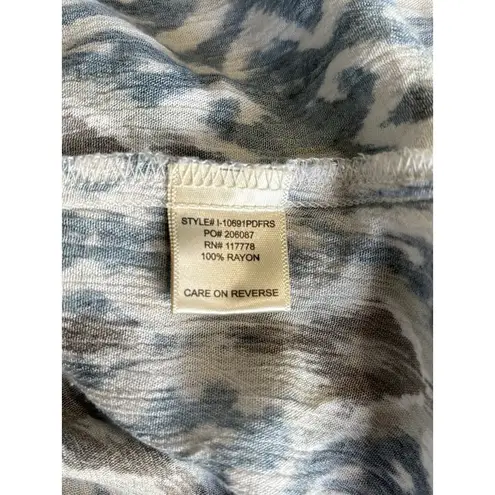 STYLE# I-10691PDFRS
PO# 206087
RN# 117778
100% RAYON
CARE ON REVERSE